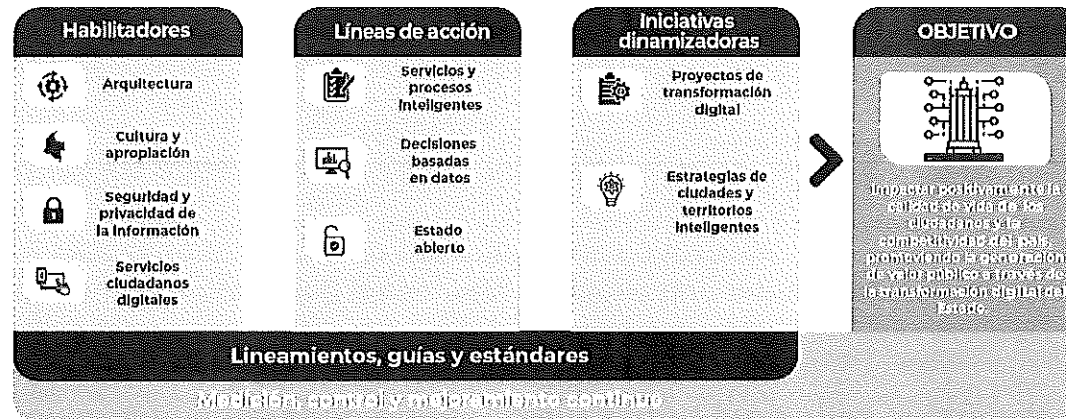 Habilitadores
Arquitectura
Cultura y
apropiación
Seguridad y
privacidad de
la información
Servicios
ciudadanos
digitales
Líneas de acción
Servicios y
procesos
inteligentes
Decisiones
basadas
en datos
Estado
abierto
Iniciativas
dinamizadoras
Proyectos de
transformación
digital
Estrategias de
ciudades y
territorios
inteligentes
OBJETIVO
Impactar positivamente la
calidad de vida de los
ciudadanos y la
competitividad del país,
promoviendo la generación
de valor público a través de
la transformación digital del
Estado
Lineamientos, guías y estándares
Medición, control y mejoramiento continuo